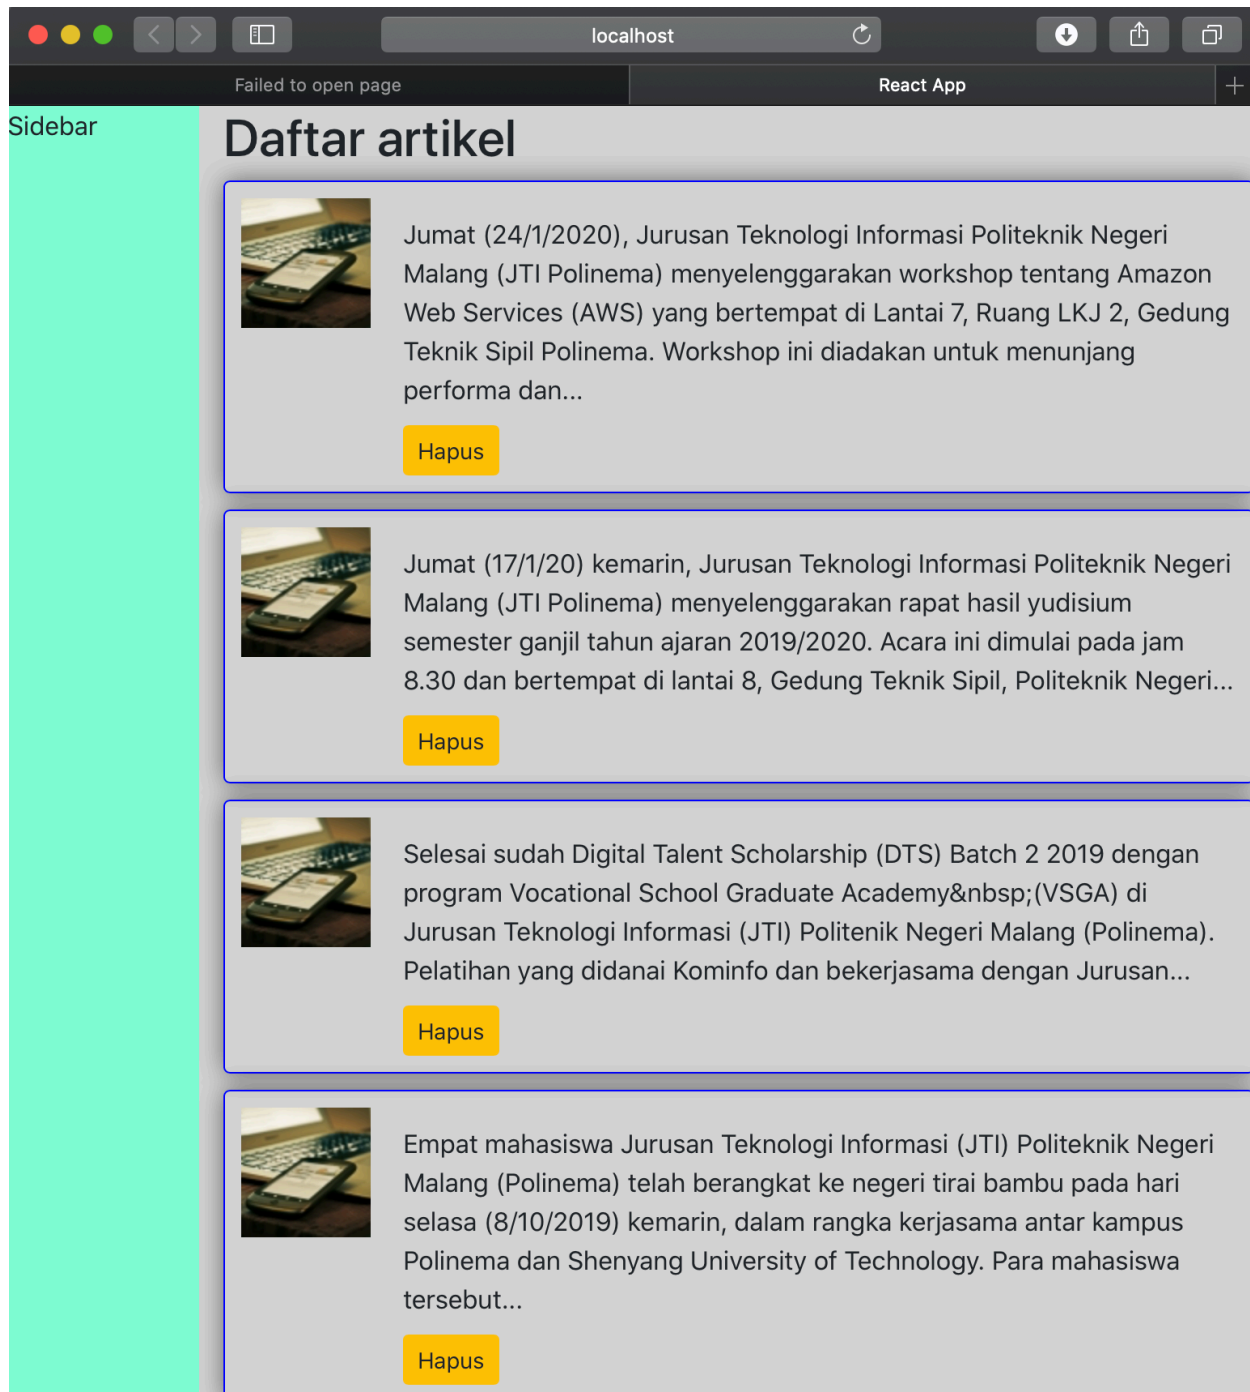 localhost
Failed to open page
React App
Sidebar
Daftar artikel
Jumat (24/1/2020), Jurusan Teknologi Informasi Politeknik Negeri
Malang (JTI Polinema) menyelenggarakan workshop tentang Amazon
Web Services (AWS) yang bertempat di Lantai 7, Ruang LKJ 2, Gedung
Teknik Sipil Polinema. Workshop ini diadakan untuk menunjang
performa dan...
Hapus
Jumat (17/1/20) kemarin, Jurusan Teknologi Informasi Politeknik Negeri
Malang (JTI Polinema) menyelenggarakan rapat hasil yudisium
semester ganjil tahun ajaran 2019/2020. Acara ini dimulai pada jam
8.30 dan bertempat di lantai 8, Gedung Teknik Sipil, Politeknik Negeri...
Hapus
Selesai sudah Digital Talent Scholarship (DTS) Batch 2 2019 dengan
program Vocational School Graduate Academy&nbsp;(VSGA) di
Jurusan Teknologi Informasi (JTI) Politenik Negeri Malang (Polinema).
Pelatihan yang didanai Kominfo dan bekerjasama dengan Jurusan...
Hapus
Empat mahasiswa Jurusan Teknologi Informasi (JTI) Politeknik Negeri
Malang (Polinema) telah berangkat ke negeri tirai bambu pada hari
selasa (8/10/2019) kemarin, dalam rangka kerjasama antar kampus
Polinema dan Shenyang University of Technology. Para mahasiswa
tersebut...
Hapus